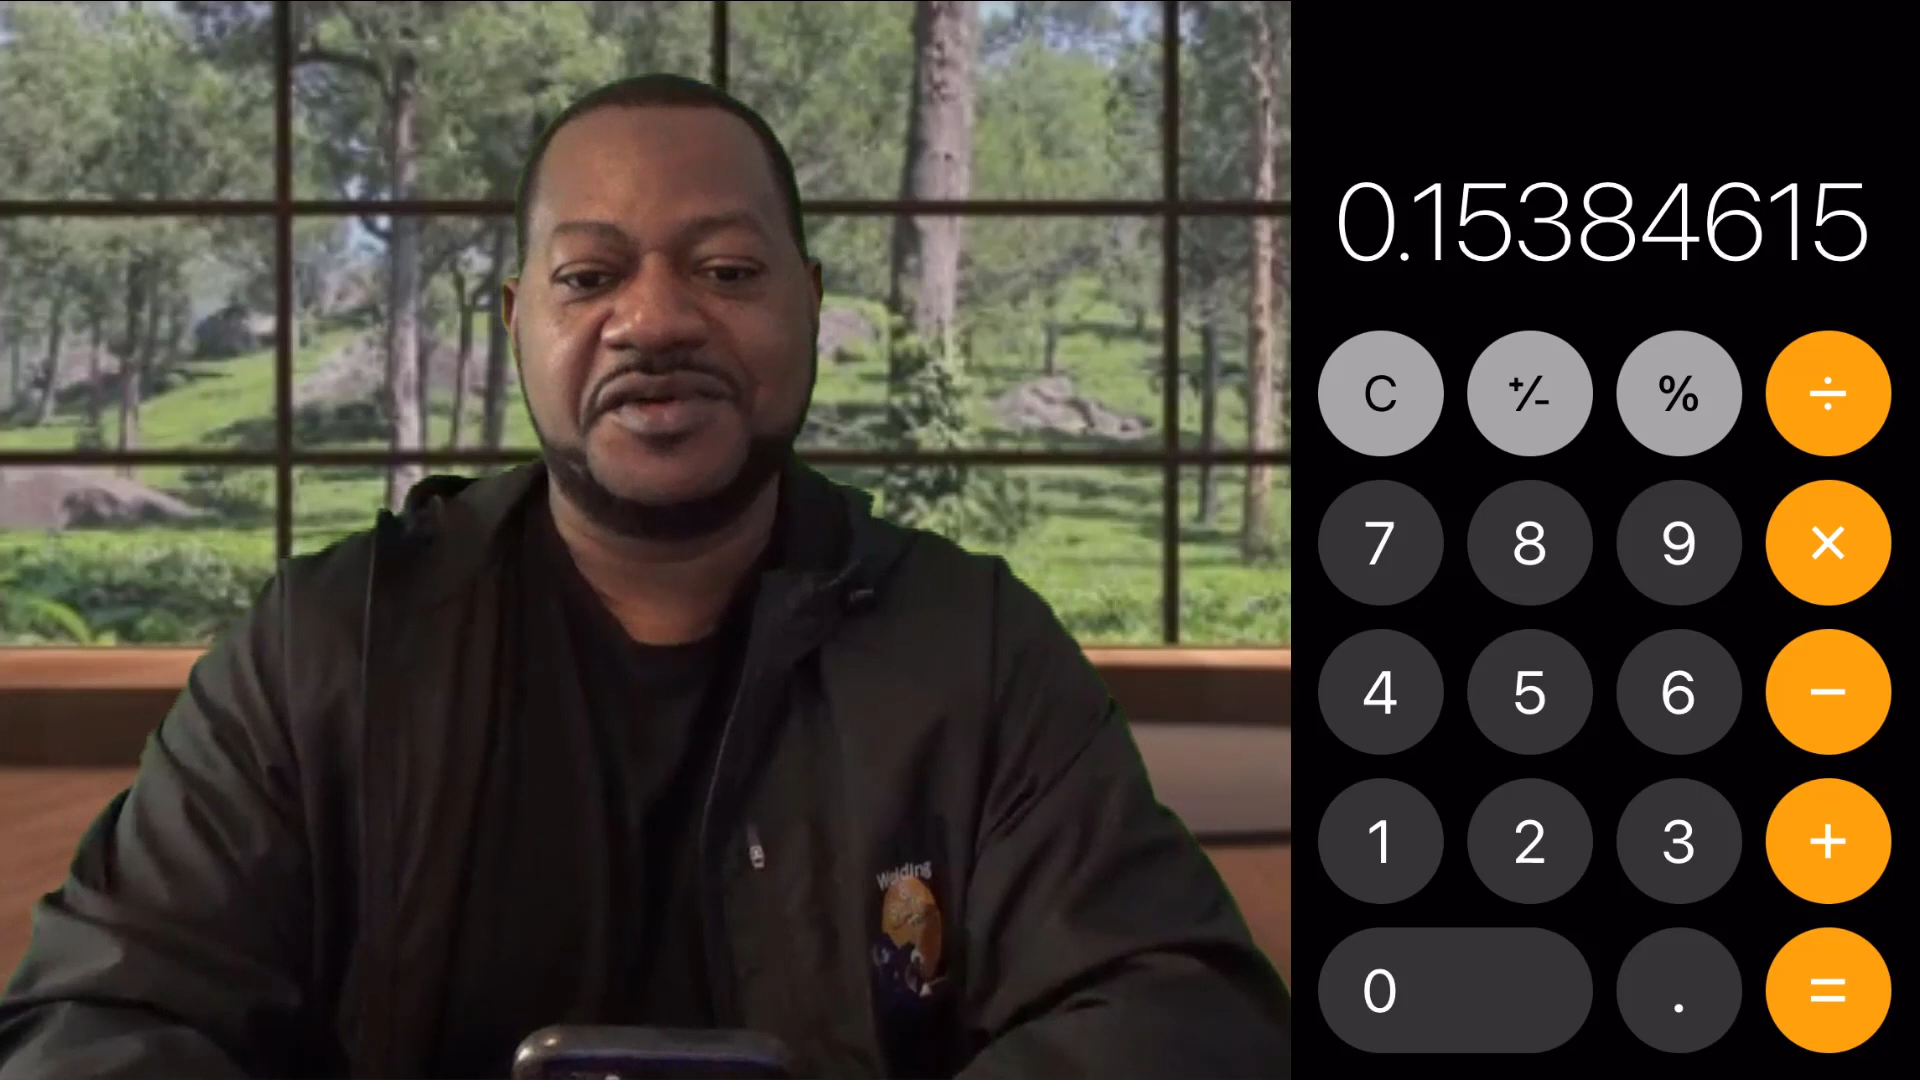 Welding
0.15384615
C +/- % ÷
7 8 9 ×
4 5 6 −
1 2 3 +
0 . =